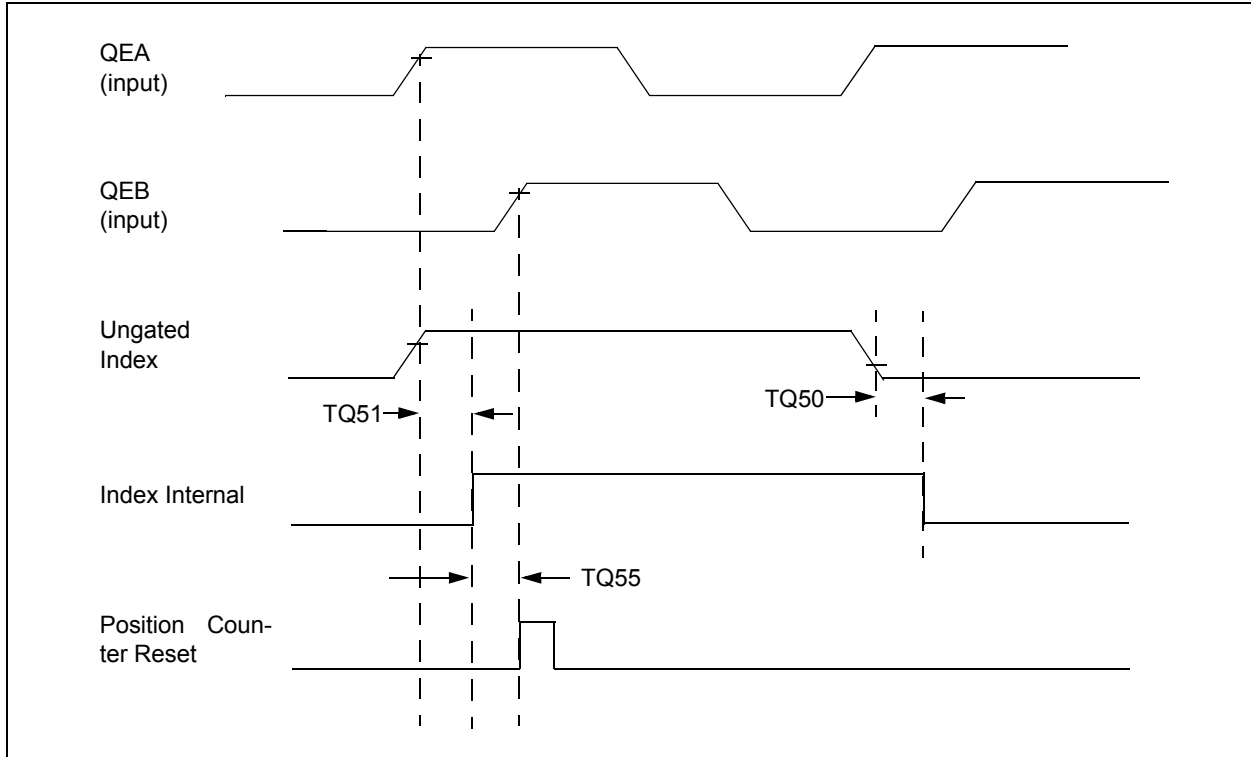 QEA
(input)
QEB
(input)
Ungated
Index
TQ51
TQ50
Index Internal
TQ55
Position Coun-
ter Reset